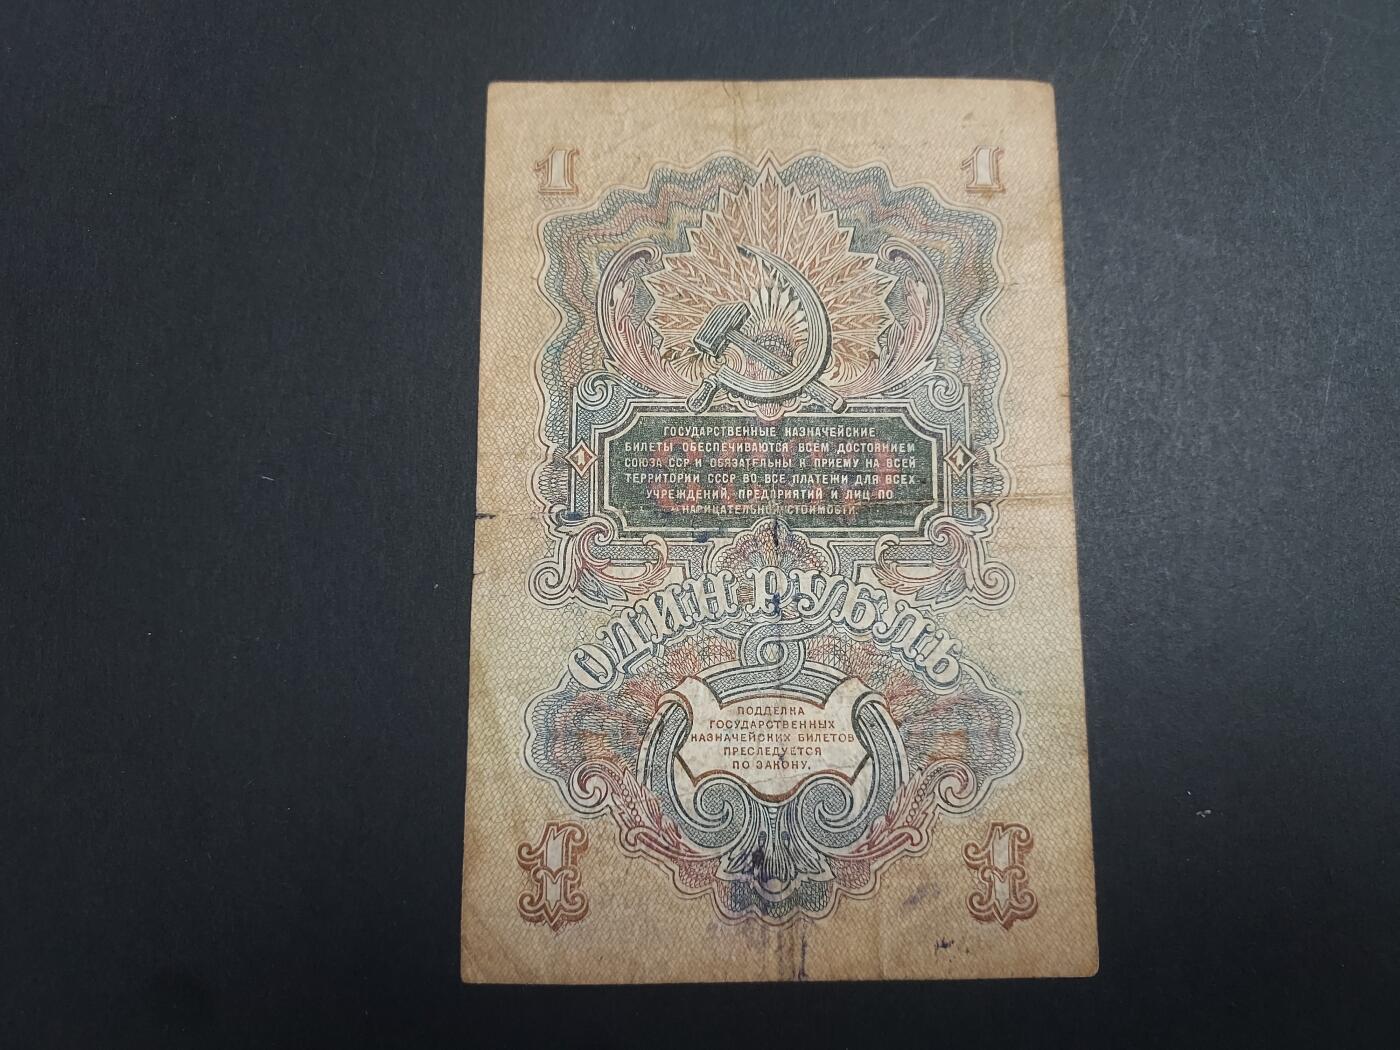 1 1
ГОСУДАРСТВЕННЫЕ КАЗНАЧЕЙСКИЕ
БИЛЕТЫ ОБЕСПЕЧИВАЮТСЯ ВСЕМ ДОСТОЯНИЕМ
СОЮЗА ССР И ОБЯЗАТЕЛЬНЫ К ПРИЕМУ НА ВСЕЙ
ТЕРРИТОРИИ СССР ВО ВСЕ ПЛАТЕЖИ ДЛЯ ВСЕХ
УЧРЕЖДЕНИЙ, ПРЕДПРИЯТИЙ И ЛИЦ ПО
НАРИЦАТЕЛЬНОЙ СТОИМОСТИ.
1 1
ОДИН РУБЛЬ
ПОДДЕЛКА
ГОСУДАРСТВЕННЫХ
КАЗНАЧЕЙСКИХ БИЛЕТОВ
ПРЕСЛЕДУЕТСЯ
ПО ЗАКОНУ.
1 1